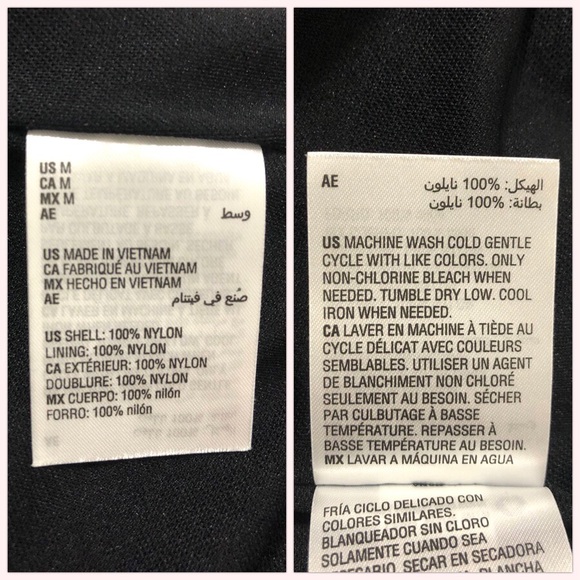 US M
CA M
MX M
AE وسط
US MADE IN VIETNAM
CA FABRIQUÉ AU VIETNAM
MX HECHO EN VIETNAM
AE صُنع في فيتنام
US SHELL: 100% NYLON
LINING: 100% NYLON
CA EXTÉRIEUR: 100% NYLON
DOUBLURE: 100% NYLON
MX CUERPO: 100% nilón
FORRO: 100% nilón
AE الهيكل: 100% نايلون
بطانة: 100% نايلون
US MACHINE WASH COLD GENTLE
CYCLE WITH LIKE COLORS. ONLY
NON-CHLORINE BLEACH WHEN
NEEDED. TUMBLE DRY LOW. COOL
IRON WHEN NEEDED.
CA LAVER EN MACHINE À TIÈDE AU
CYCLE DÉLICAT AVEC COULEURS
SEMBLABLES. UTILISER UN AGENT
DE BLANCHIMENT NON CHLORÉ
SEULEMENT AU BESOIN. SÉCHER
PAR CULBUTAGE À BASSE
TEMPÉRATURE. REPASSER À
BASSE TEMPÉRATURE AU BESOIN.
MX LAVAR A MÁQUINA EN AGUA
FRÍA CICLO DELICADO CON
COLORES SIMILARES.
BLANQUEADOR SIN CLORO
SOLAMENTE CUANDO SEA
SECAR EN SECADORA
PLANCHA